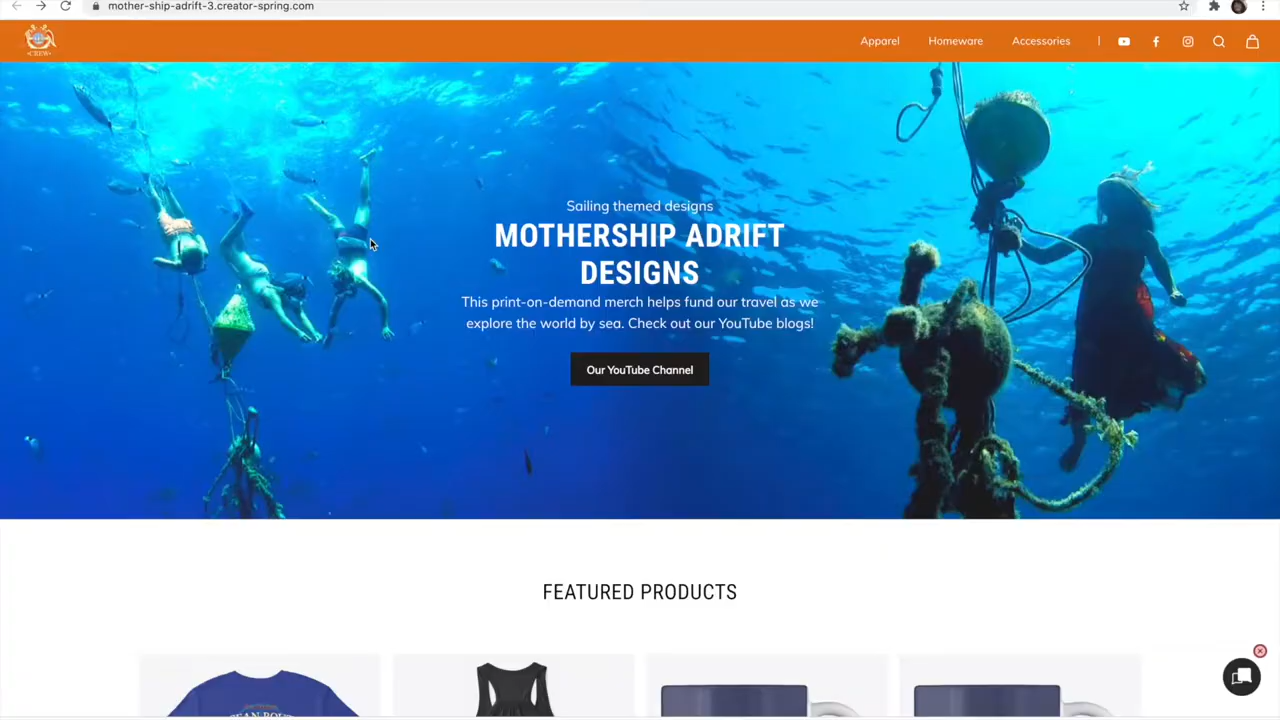 mother-ship-adrift-3.creator-spring.com
CREW
Apparel
Homeware
Accessories
Sailing themed designs
MOTHERSHIP ADRIFT
DESIGNS
This print-on-demand merch helps fund our travel as we
explore the world by sea. Check out our YouTube blogs!
Our YouTube Channel
FEATURED PRODUCTS